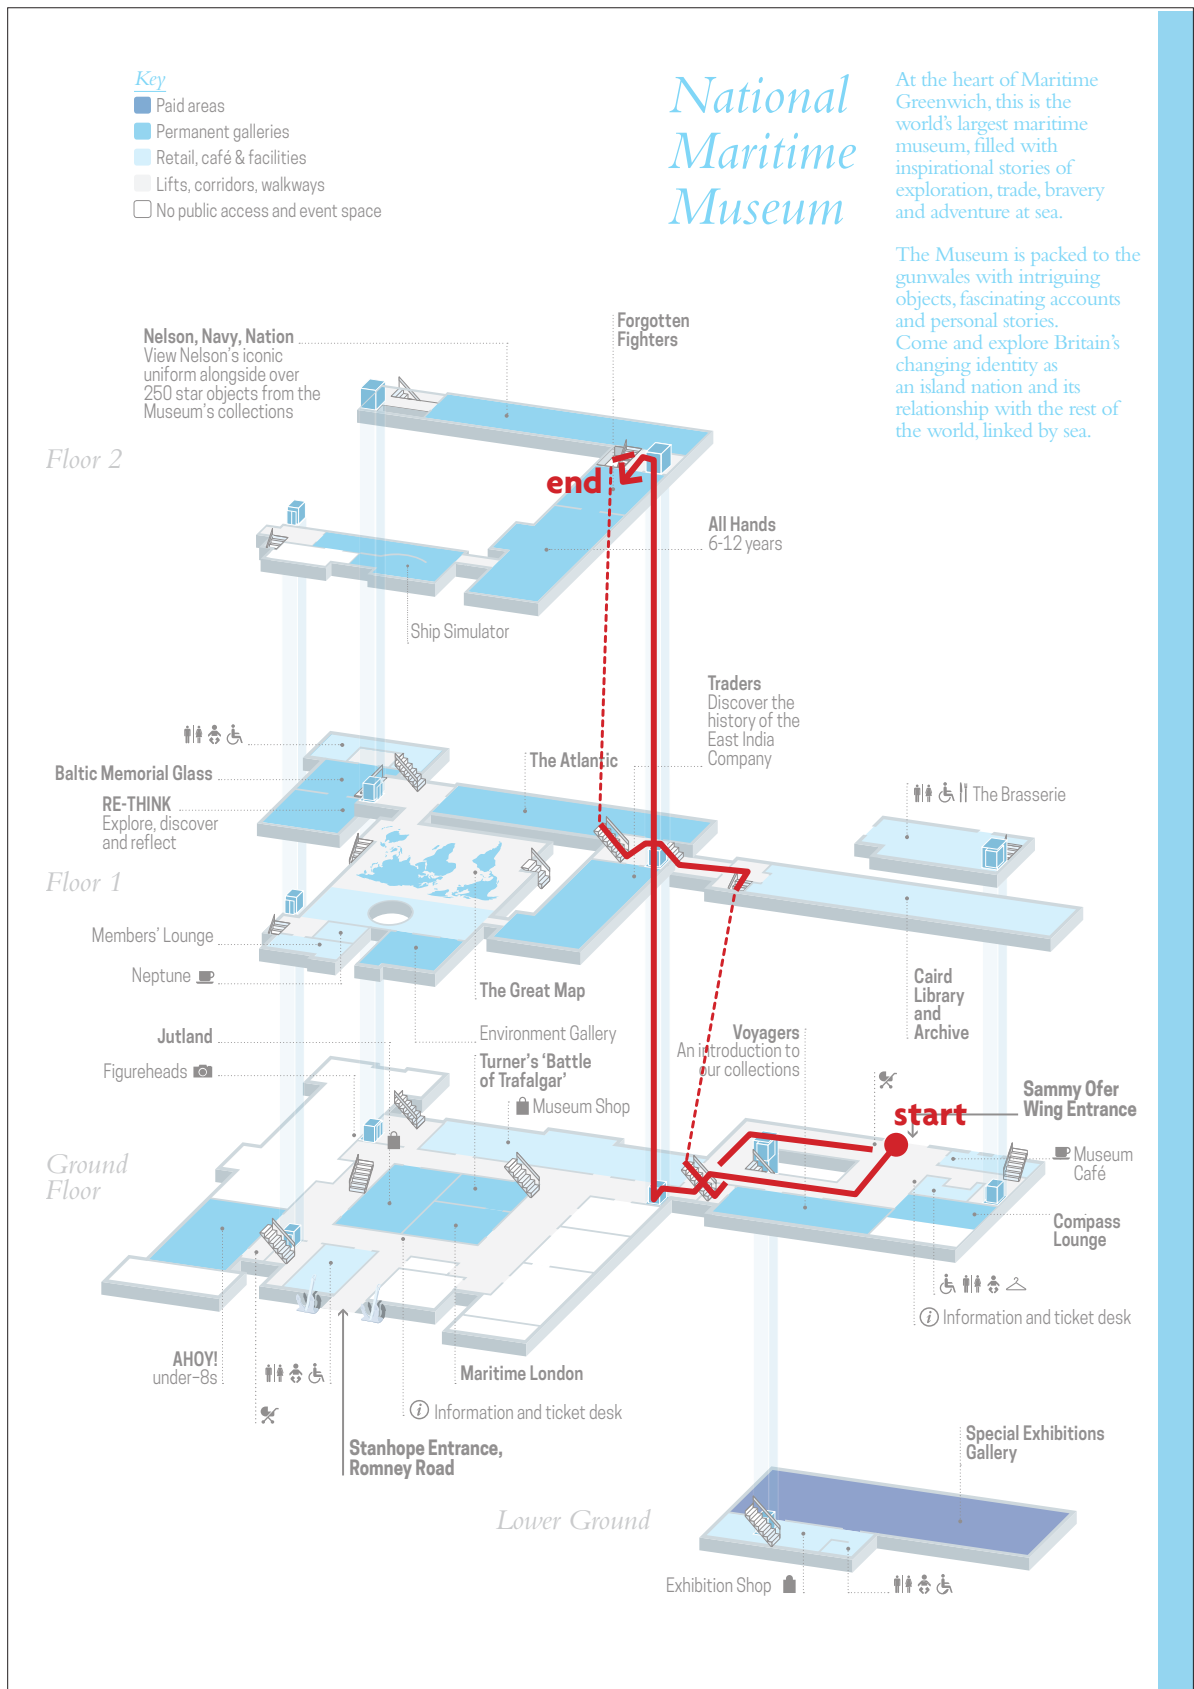 Key
Paid areas
Permanent galleries
Retail, café & facilities
Lifts, corridors, walkways
No public access and event space
National
Maritime
Museum
At the heart of Maritime
Greenwich, this is the
world's largest maritime
museum, filled with
inspirational stories of
exploration, trade, bravery
and adventure at sea.
The Museum is packed to the
gunwales with intriguing
objects, fascinating accounts
and personal stories.
Come and explore Britain's
changing identity as
an island nation and its
relationship with the rest of
the world, linked by sea.
Nelson, Navy, Nation
View Nelson's iconic
uniform alongside over
250 star objects from the
Museum's collections
Forgotten
Fighters
Floor 2
end
All Hands
6-12 years
Ship Simulator
Traders
Discover the
history of the
East India
Company
The Atlantic
Baltic Memorial Glass
RE-THINK
Explore, discover
and reflect
The Brasserie
Floor 1
Members' Lounge
Neptune
The Great Map
Environment Gallery
Caird
Library
and
Archive
Jutland
Figureheads
Turner's 'Battle
of Trafalgar'
Museum Shop
Voyagers
An introduction to
our collections
start
Sammy Ofer
Wing Entrance
Ground
Floor
Museum
Café
Compass
Lounge
i Information and ticket desk
AHOY!
under-8s
Maritime London
i Information and ticket desk
Stanhope Entrance,
Romney Road
Special Exhibitions
Gallery
Lower Ground
Exhibition Shop